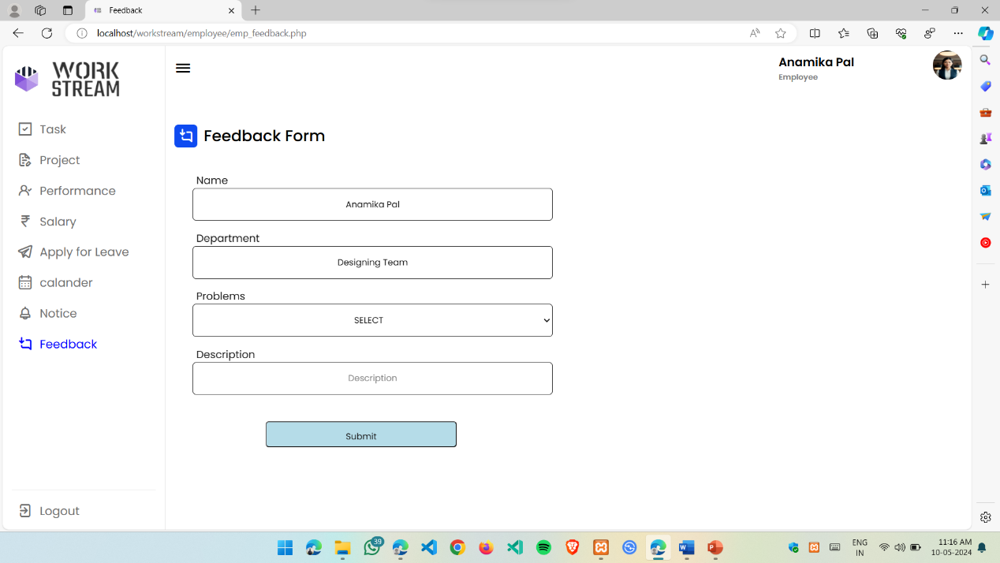 Feedback
localhost/workstream/employee/emp_feedback.php
WORK
STREAM
Anamika Pal
Employee
Task
Project
Performance
Salary
Apply for Leave
calander
Notice
Feedback
Logout
Feedback Form
Name
Anamika Pal
Department
Designing Team
Problems
SELECT
Description
Description
Submit
39
ENG
IN
11:16 AM
10-05-2024